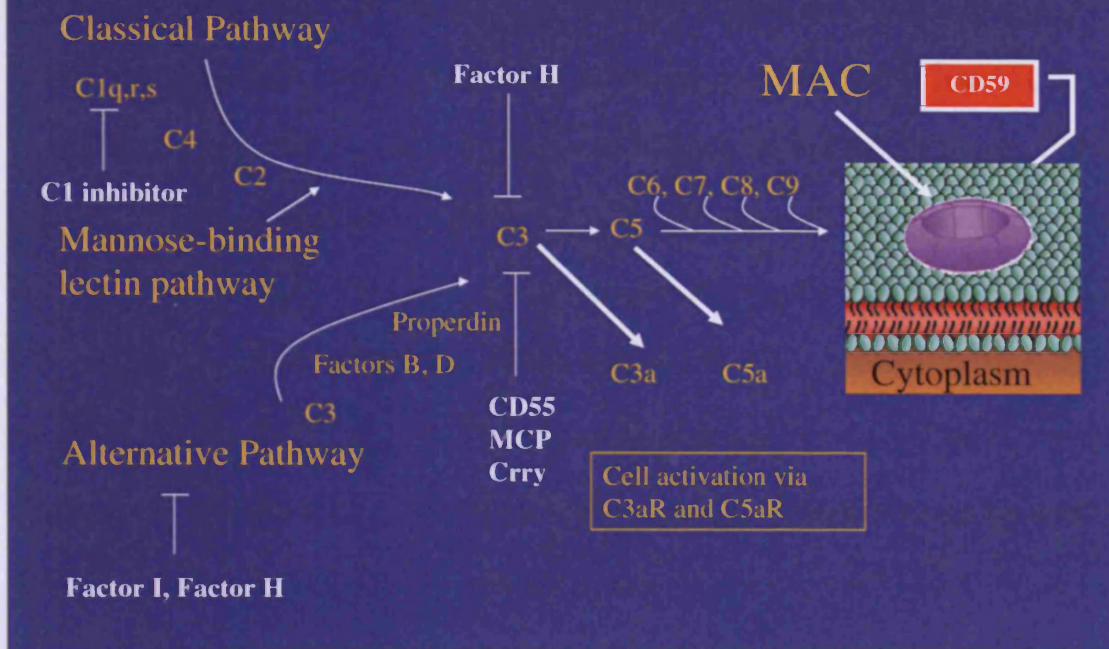 Classical Pathway
C1q,r,s
C4
C2
C1 inhibitor
Mannose-binding
lectin pathway
Factor H
MAC
CD59
C6, C7, C8, C9
C3
C5
Properdin
Factors B, D
C3
C3a
C5a
Cytoplasm
Alternative Pathway
CD55
MCP
Crry
Cell activation via
C3aR and C5aR
Factor I, Factor H